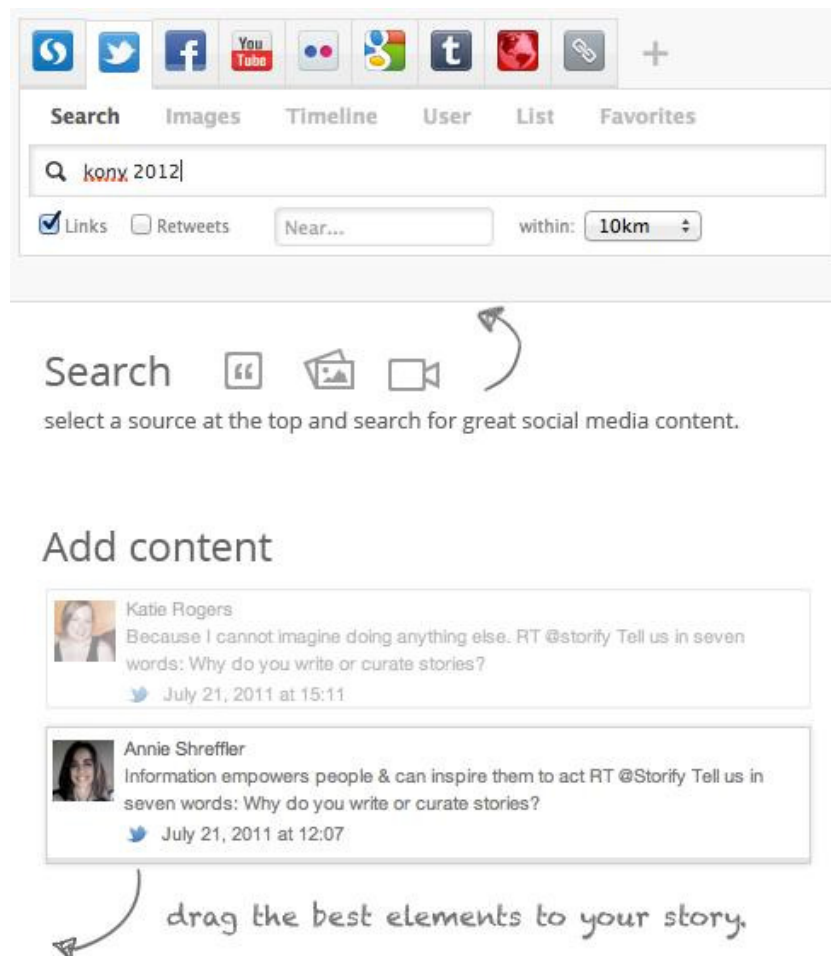 You
Tube
Search Images Timeline User List Favorites
kony 2012
Links Retweets Near... within: 10km
Search
select a source at the top and search for great social media content.
Add content
Katie Rogers
Because I cannot imagine doing anything else. RT @storify Tell us in seven
words: Why do you write or curate stories?
July 21, 2011 at 15:11
Annie Shreffler
Information empowers people & can inspire them to act RT @Storify Tell us in
seven words: Why do you write or curate stories?
July 21, 2011 at 12:07
drag the best elements to your story.